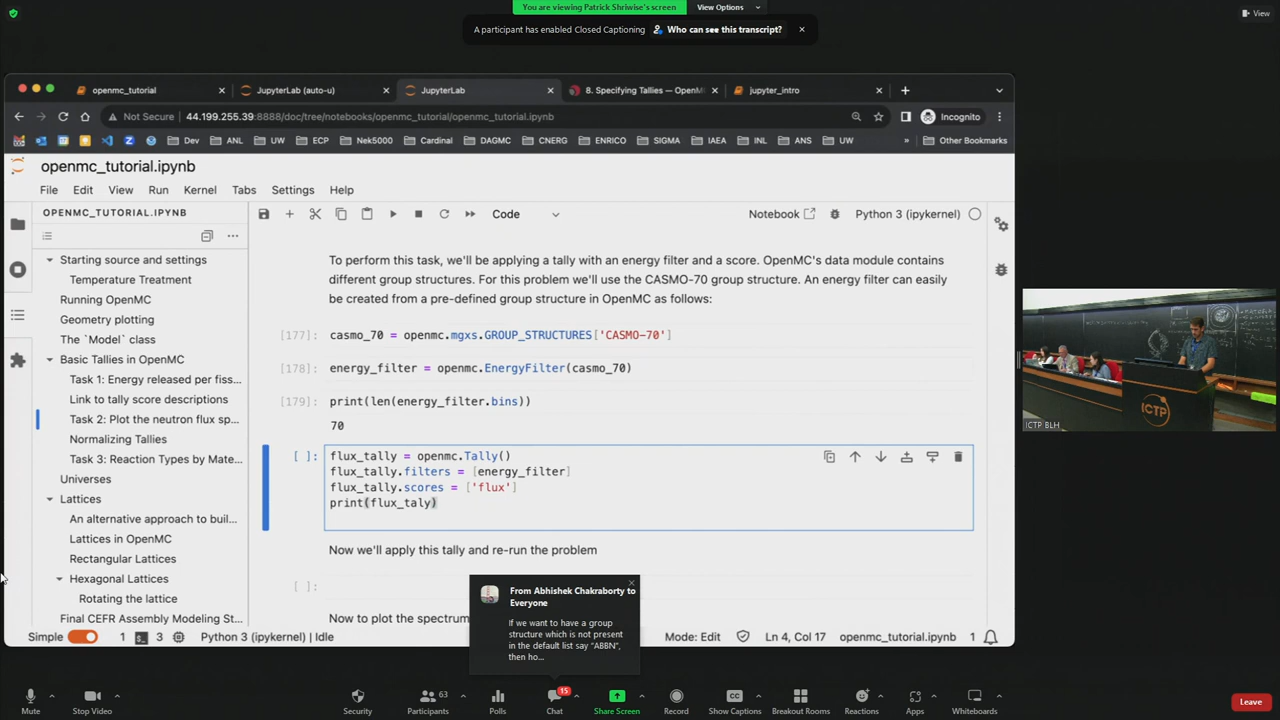 You are viewing Patrick Shriwise's screen
View Options
View
A participant has enabled Closed Captioning
Who can see this transcript?
openmc_tutorial
JupyterLab (auto-u)
JupyterLab
8. Specifying Tallies — OpenM
jupyter_intro
Not Secure
44.199.255.39:8888/doc/tree/notebooks/openmc_tutorial/openmc_tutorial.ipynb
Incognito
Dev
ANL
UW
ECP
Nek5000
Cardinal
DAGMC
CNERG
ENRICO
SIGMA
IAEA
INL
ANS
UW
»
Other Bookmarks
openmc_tutorial.ipynb
File Edit View Run Kernel Tabs Settings Help
OPENMC_TUTORIAL.IPYNB
Code
Notebook
Python 3 (ipykernel)
Starting source and settings
Temperature Treatment
Running OpenMC
Geometry plotting
The `Model` class
Basic Tallies in OpenMC
Task 1: Energy released per fiss...
Link to tally score descriptions
Task 2: Plot the neutron flux sp...
Normalizing Tallies
Task 3: Reaction Types by Mate...
Universes
Lattices
An alternative approach to buil...
Lattices in OpenMC
Rectangular Lattices
Hexagonal Lattices
Rotating the lattice
Final CEFR Assembly Modeling St...
To perform this task, we'll be applying a tally with an energy filter and a score. OpenMC's data module contains
different group structures. For this problem we'll use the CASMO-70 group structure. An energy filter can easily
be created from a pre-defined group structure in OpenMC as follows:
[177]: casmo_70 = openmc.mgxs.GROUP_STRUCTURES['CASMO-70']
[178]: energy_filter = openmc.EnergyFilter(casmo_70)
[179]: print(len(energy_filter.bins))
70
[ ]: flux_tally = openmc.Tally()
flux_tally.filters = [energy_filter]
flux_tally.scores = ['flux']
print(flux_taly)
Now we'll apply this tally and re-run the problem
[ ]:
Now to plot the spectrum
From Abhishek Chakraborty to
Everyone
If we want to have a group
structure which is not present
in the default list say "ABBN",
then ho...
Simple
1
3
Python 3 (ipykernel) | Idle
Mode: Edit
Ln 4, Col 17
openmc_tutorial.ipynb
1
ICTP
ICTP BLH
Mute
Stop Video
Security
63
Participants
Polls
15
Chat
Share Screen
Record
CC
Show Captions
Breakout Rooms
Reactions
Apps
Whiteboards
Leave